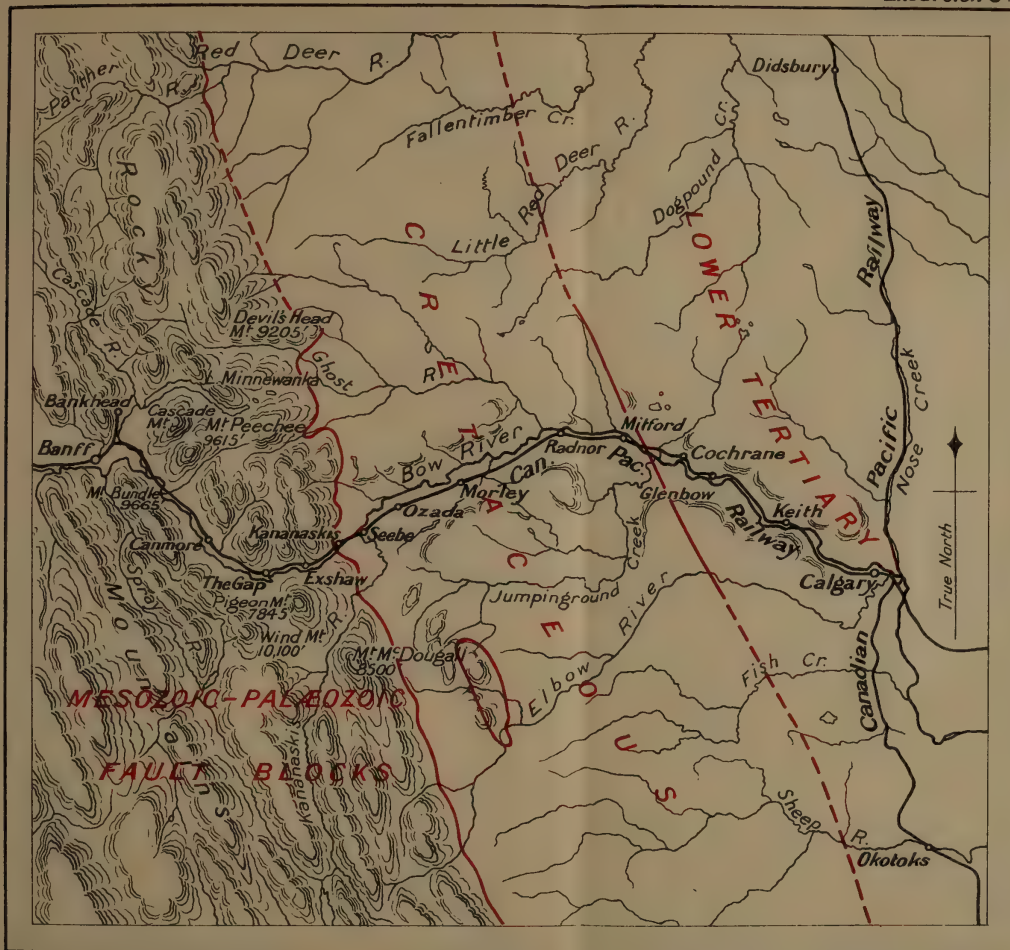 Red Deer R.
Panther R.
Didsbury
Fallentimber Cr.
Little Red Deer R.
Dogpound Cr.
Rocky
Mountains
Cascade R.
Devil's Head
Mt. 9205'
Ghost R.
L. Minnewanka
Bankhead
Cascade
Mt.
Mt Peechee
9615'
Banff
Mt. Bundle
9665
Canmore
Spray R.
The Gap
Exshaw
Kananaskis
Seebe
Ozada
Morley
Bow River
Radnor
Mitford
Cochrane
Glenbow
Keith
Calgary
Can. Pac. Railway
Canadian Pacific Railway
Nose Creek
True North
Pigeon Mt.
7845'
Wind Mt.
10,100'
Mt. McDougall
8500'
Kananaskis R.
Jumpingground Creek
Elbow River
Fish Cr.
Sheep R.
Okotoks
CRETACEOUS
LOWER TERTIARY
MESOZOIC-PALÆOZOIC
FAULT BLOCKS